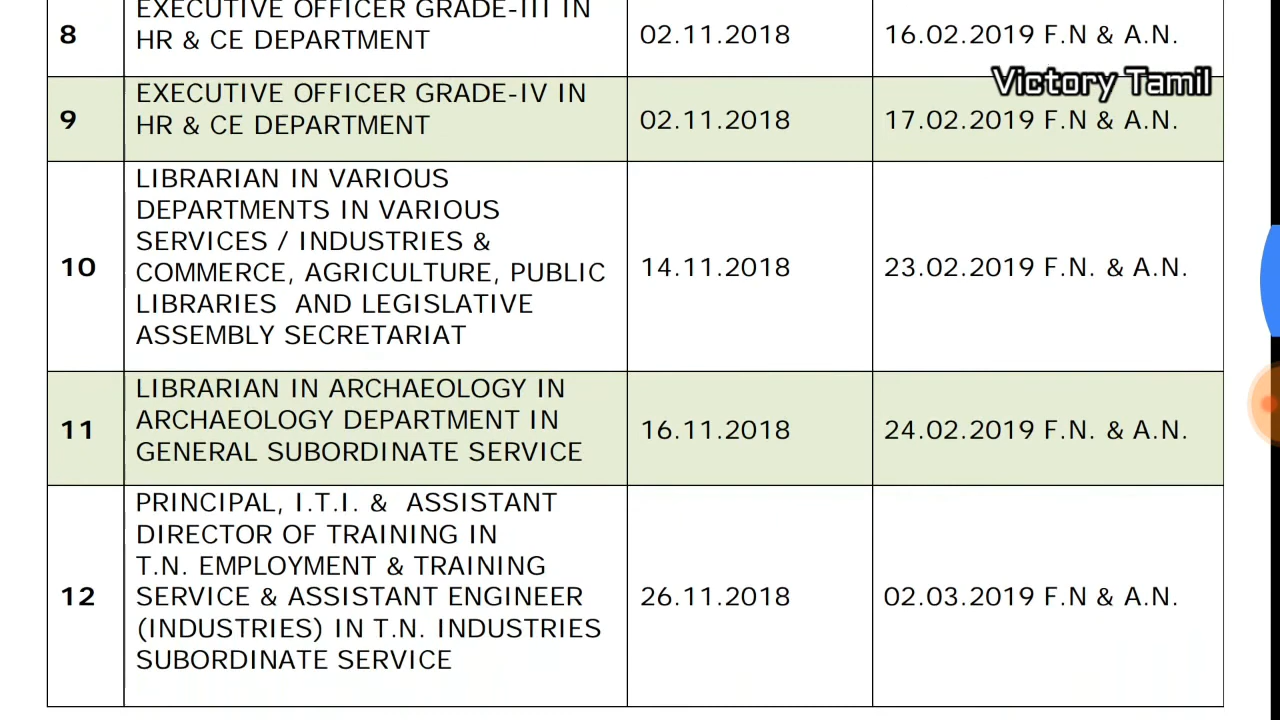 EXECUTIVE OFFICER GRADE-III IN
8
HR & CE DEPARTMENT
02.11.2018
16.02.2019 F.N & A.N.
Victory Tamil
EXECUTIVE OFFICER GRADE-IV IN
9
HR & CE DEPARTMENT
02.11.2018
17.02.2019 F.N & A.N.
LIBRARIAN IN VARIOUS
DEPARTMENTS IN VARIOUS
SERVICES / INDUSTRIES &
10
COMMERCE, AGRICULTURE, PUBLIC
LIBRARIES  AND LEGISLATIVE
ASSEMBLY SECRETARIAT
14.11.2018
23.02.2019 F.N. & A.N.
LIBRARIAN IN ARCHAEOLOGY IN
11
ARCHAEOLOGY DEPARTMENT IN
GENERAL SUBORDINATE SERVICE
16.11.2018
24.02.2019 F.N. & A.N.
PRINCIPAL, I.T.I. &  ASSISTANT
DIRECTOR OF TRAINING IN
T.N. EMPLOYMENT & TRAINING
12
SERVICE & ASSISTANT ENGINEER
(INDUSTRIES) IN T.N. INDUSTRIES
SUBORDINATE SERVICE
26.11.2018
02.03.2019 F.N & A.N.